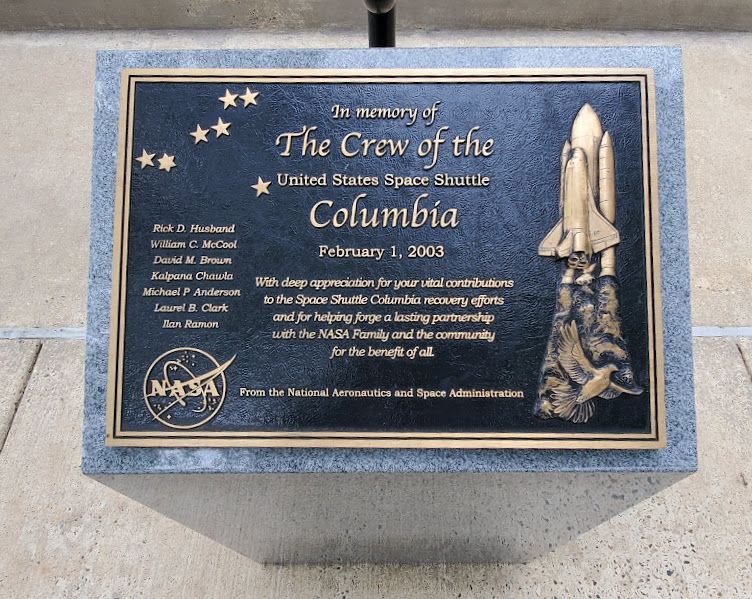 In memory of
The Crew of the
United States Space Shuttle
Columbia
February 1, 2003
Rick D. Husband
William C. McCool
David M. Brown
Kalpana Chawla
Michael P Anderson
Laurel B. Clark
Ilan Ramon
With deep appreciation for your vital contributions
to the Space Shuttle Columbia recovery efforts
and for helping forge a lasting partnership
with the NASA Family and the community
for the benefit of all.
NASA
From the National Aeronautics and Space Administration